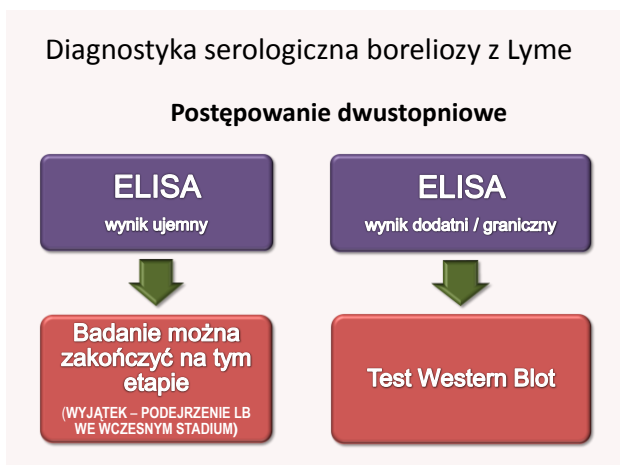 Diagnostyka serologiczna boreliozy z Lyme
Postępowanie dwustopniowe
ELISA
wynik ujemny
ELISA
wynik dodatni / graniczny
Badanie można
zakończyć na tym
etapie
(WYJĄTEK – PODEJRZENIE LB
WE WCZESNYM STADIUM)
Test Western Blot